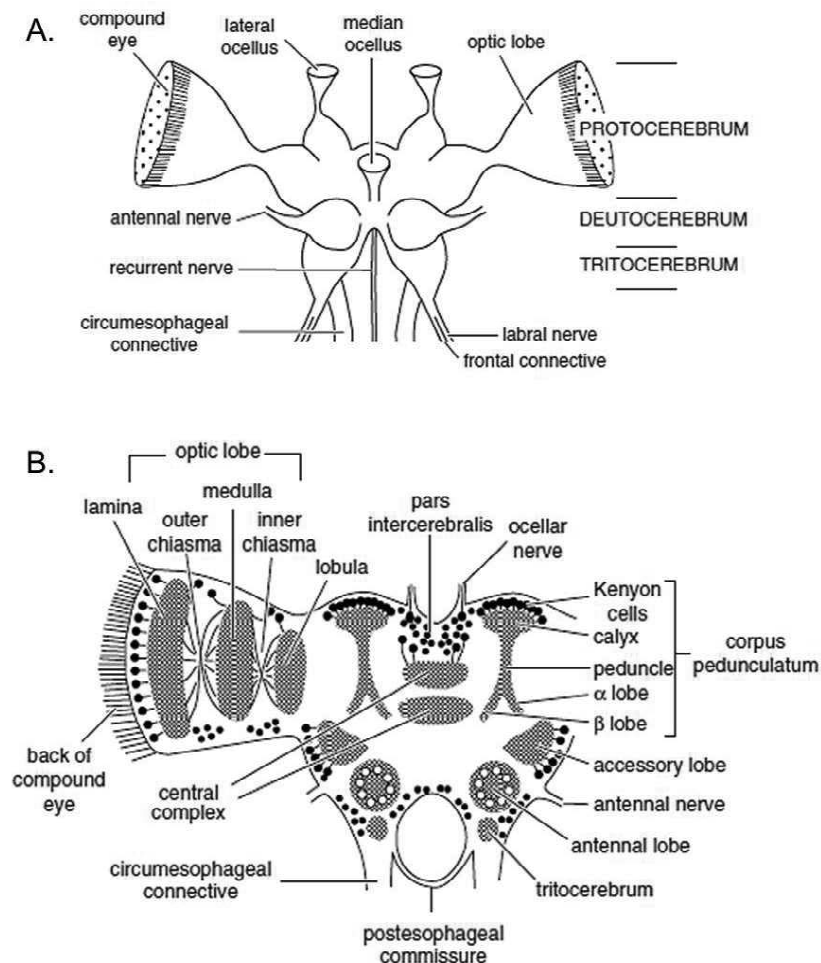 A.
compound
eye
lateral
ocellus
median
ocellus
optic lobe
PROTOCEREBRUM
antennal nerve
DEUTOCEREBRUM
recurrent nerve
TRITOCEREBRUM
circumesophageal
connective
labral nerve
frontal connective
B.
optic lobe
lamina
medulla
outer
chiasma
inner
chiasma
lobula
pars
intercerebralis
ocellar
nerve
Kenyon
cells
calyx
peduncle
α lobe
β lobe
corpus
pedunculatum
back of
compound
eye
central
complex
accessory lobe
antennal nerve
antennal lobe
circumesophageal
connective
tritocerebrum
postesophageal
commissure